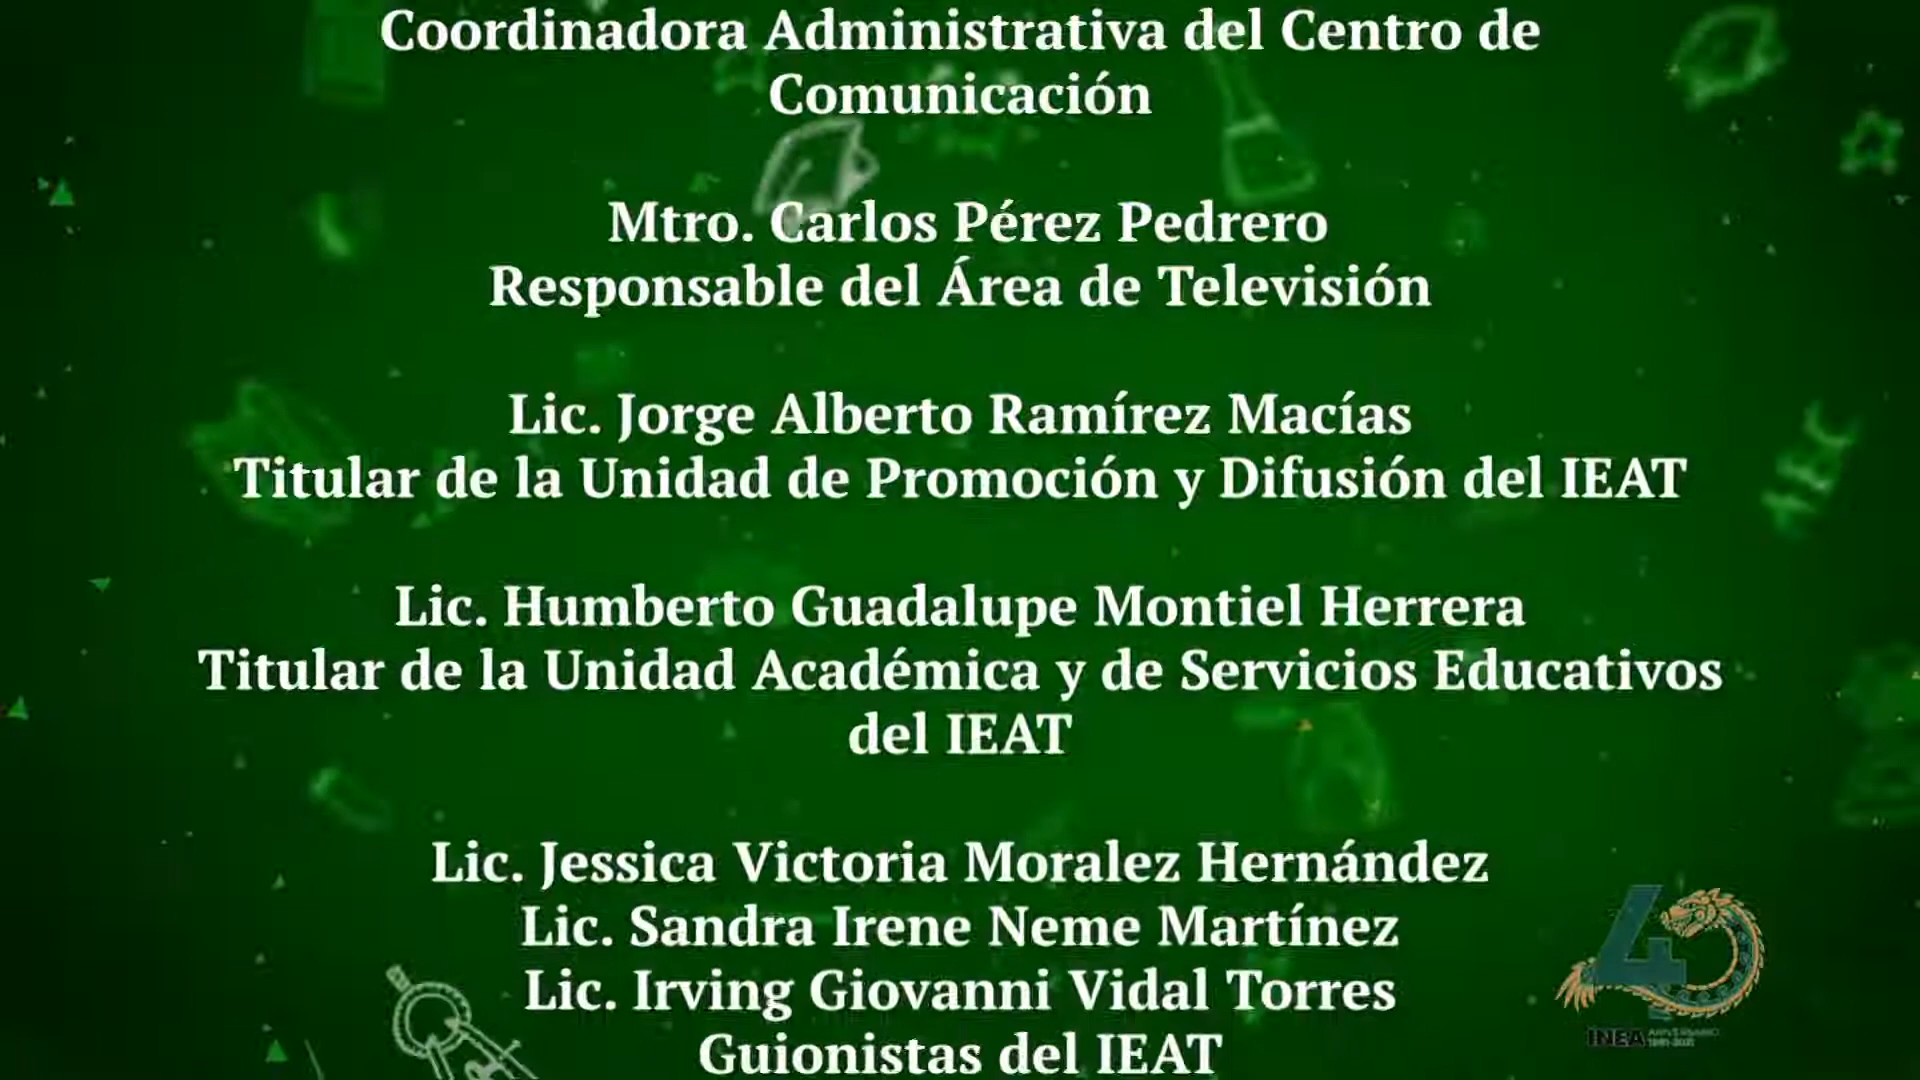 Coordinadora Administrativa del Centro de
Comunicación
Mtro. Carlos Pérez Pedrero
Responsable del Área de Televisión
Lic. Jorge Alberto Ramírez Macías
Titular de la Unidad de Promoción y Difusión del IEAT
Lic. Humberto Guadalupe Montiel Herrera
Titular de la Unidad Académica y de Servicios Educativos
del IEAT
Lic. Jessica Victoria Moralez Hernández
Lic. Sandra Irene Neme Martínez
Lic. Irving Giovanni Vidal Torres
Guionistas del IEAT
40
INEA